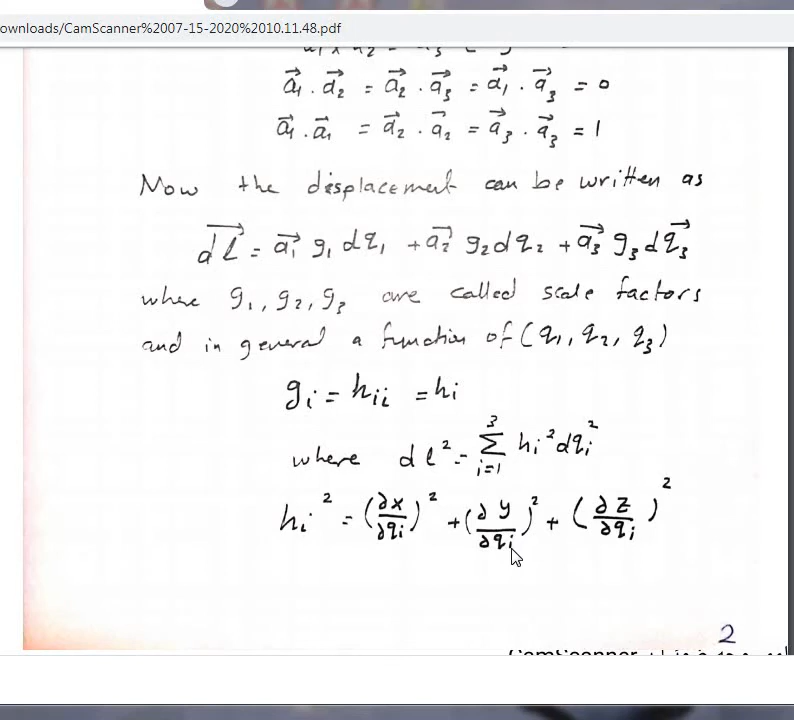 ownloads/CamScanner%2007-15-2020%2010.11.48.pdf
a⃗₁ . a⃗₂ = a⃗₂ . a⃗₃ = a⃗₁ . a⃗₃ = 0
a⃗₁ . a⃗₁ = a⃗₂ . a⃗₂ = a⃗₃ . a⃗₃ = 1
Now the displacement can be written as
dl⃗ = a⃗₁ g₁ dq₁ + a⃗₂ g₂ dq₂ + a⃗₃ g₃ dq⃗₃
where g₁, g₂, g₃ are called scale factors
and in general a function of (q₁, q₂, q₃)
gᵢ = hᵢᵢ = hᵢ
where dl² = ∑ᵢ₌₁³ hᵢ² dqᵢ²
hᵢ² = (∂x/∂qᵢ)² + (∂y/∂qᵢ)² + (∂z/∂qᵢ)²
2